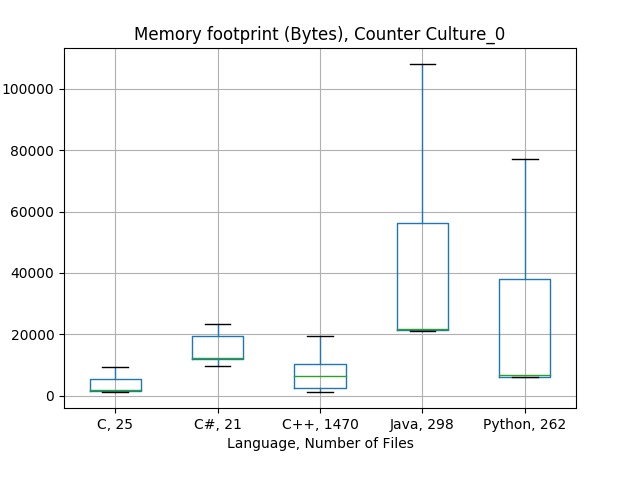 Memory footprint (Bytes), Counter Culture_0
100000
80000
60000
40000
20000
0
C, 25
C#, 21
C++, 1470
Java, 298
Python, 262
Language, Number of Files